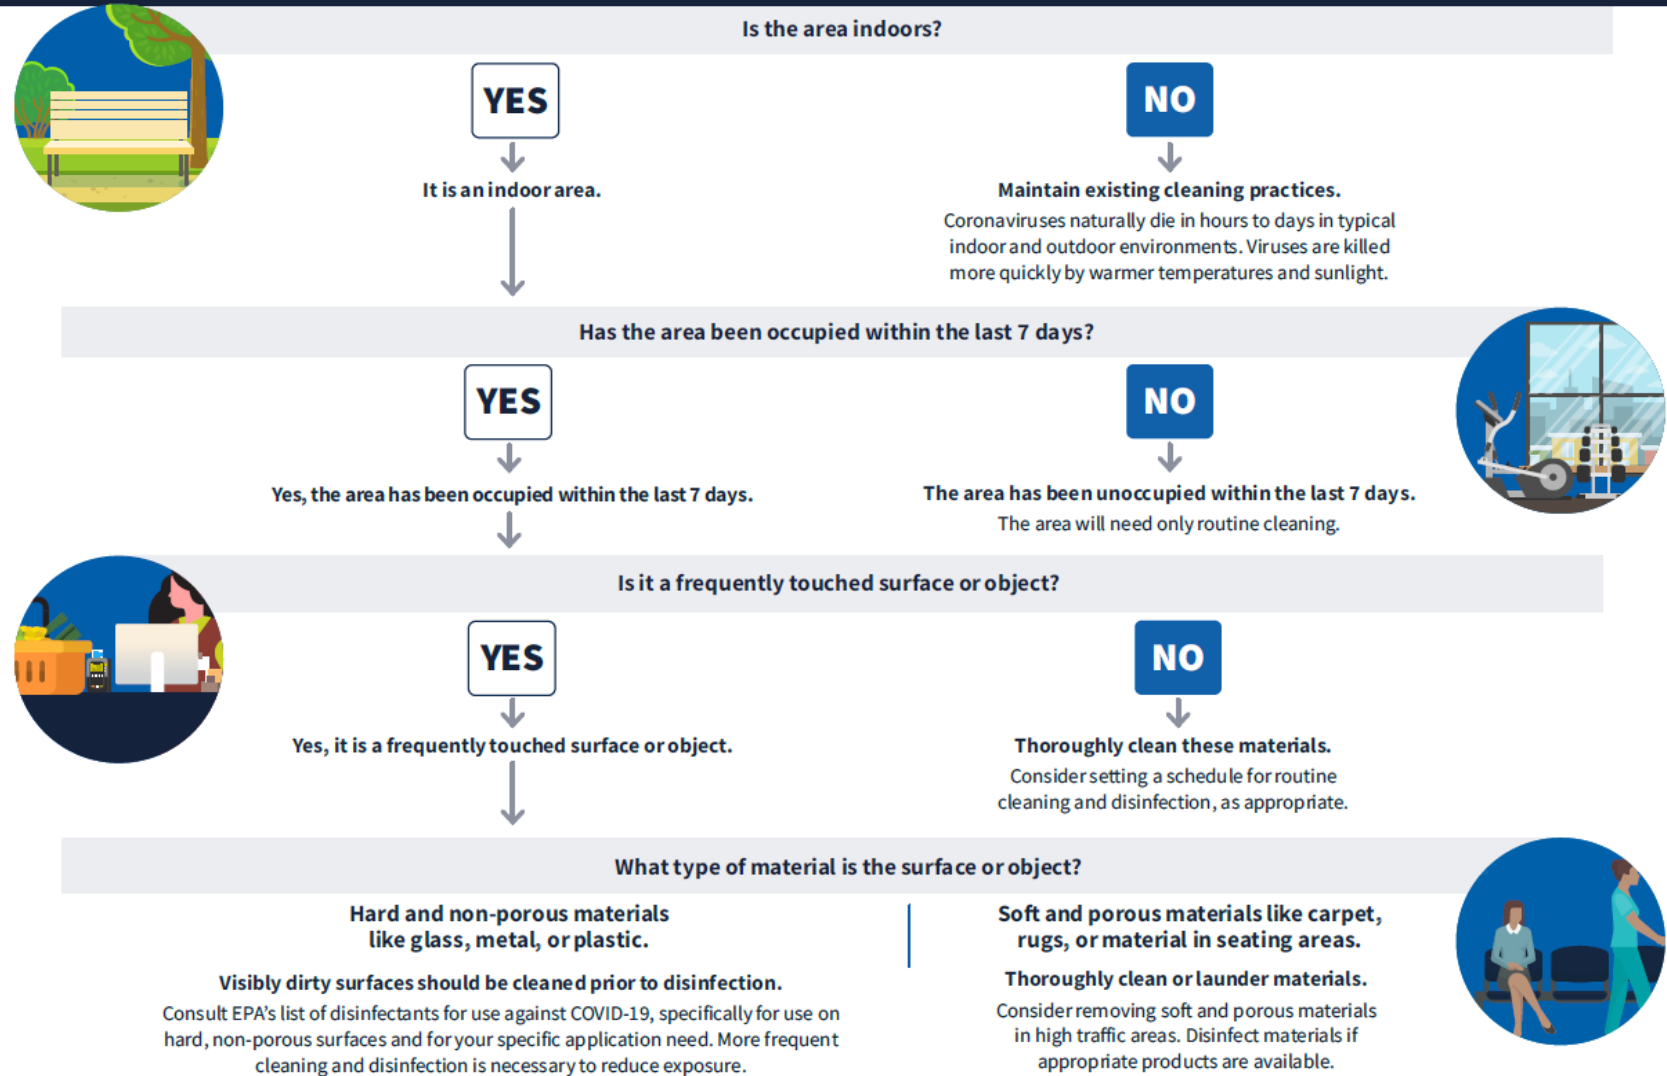 Is the area indoors?
YES
NO
It is an indoor area.
Maintain existing cleaning practices.
Coronaviruses naturally die in hours to days in typical
indoor and outdoor environments. Viruses are killed
more quickly by warmer temperatures and sunlight.
Has the area been occupied within the last 7 days?
YES
NO
Yes, the area has been occupied within the last 7 days.
The area has been unoccupied within the last 7 days.
The area will need only routine cleaning.
Is it a frequently touched surface or object?
YES
NO
Yes, it is a frequently touched surface or object.
Thoroughly clean these materials.
Consider setting a schedule for routine
cleaning and disinfection, as appropriate.
What type of material is the surface or object?
Hard and non-porous materials
like glass, metal, or plastic.
Visibly dirty surfaces should be cleaned prior to disinfection.
Consult EPA’s list of disinfectants for use against COVID-19, specifically for use on
hard, non-porous surfaces and for your specific application need. More frequent
cleaning and disinfection is necessary to reduce exposure.
Soft and porous materials like carpet,
rugs, or material in seating areas.
Thoroughly clean or launder materials.
Consider removing soft and porous materials
in high traffic areas. Disinfect materials if
appropriate products are available.